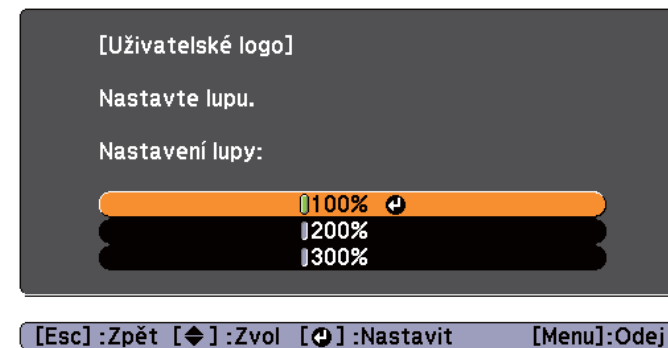 [Uživatelské logo]
Nastavte lupu.
Nastavení lupy:
100%
200%
300%
[Esc] :Zpět [◆] :Zvol [⏎] :Nastavit [Menu]:Odej